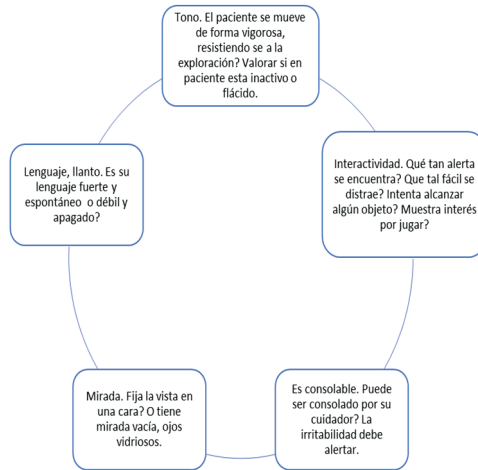 Tono. El paciente se mueve
de forma vigorosa,
resistiendo se a la
exploración? Valorar si en
paciente esta inactivo o
flácido.
Interactividad. Qué tan alerta
se encuentra? Que tal fácil se
distrae? Intenta alcanzar
algún objeto? Muestra interés
por jugar?
Es consolable. Puede
ser consolado por su
cuidador? La
irritabilidad debe
alertar.
Mirada. Fija la vista en
una cara? O tiene
mirada vacía, ojos
vidriosos.
Lenguaje, llanto. Es su
lenguaje fuerte y
espontáneo o débil y
apagado?